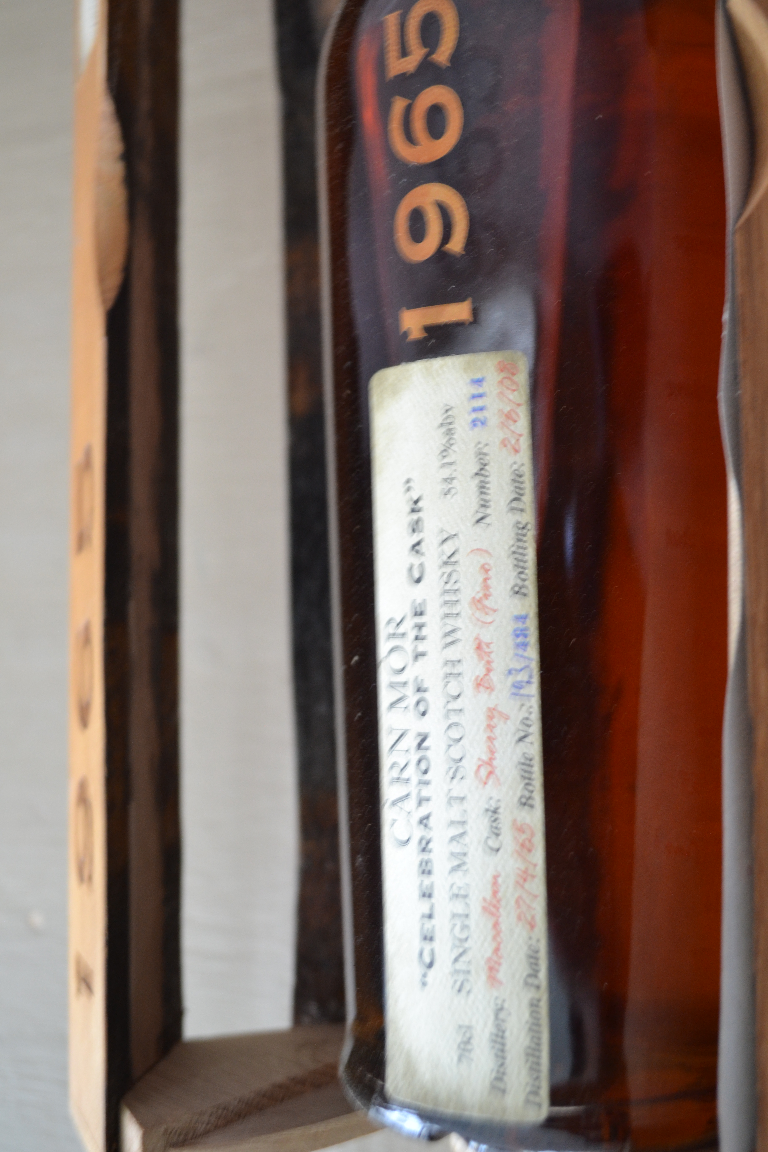 1965
CÀRN MÒR
"CELEBRATION OF THE CASK"
70cl SINGLE MALT SCOTCH WHISKY 54.1%abv
Distillery: Macallan Cask: Sherry Butt (Fino) Number: 2114
Distillation Date: 27/4/65 Bottle No.: 193/484 Bottling Date: 2/6/08